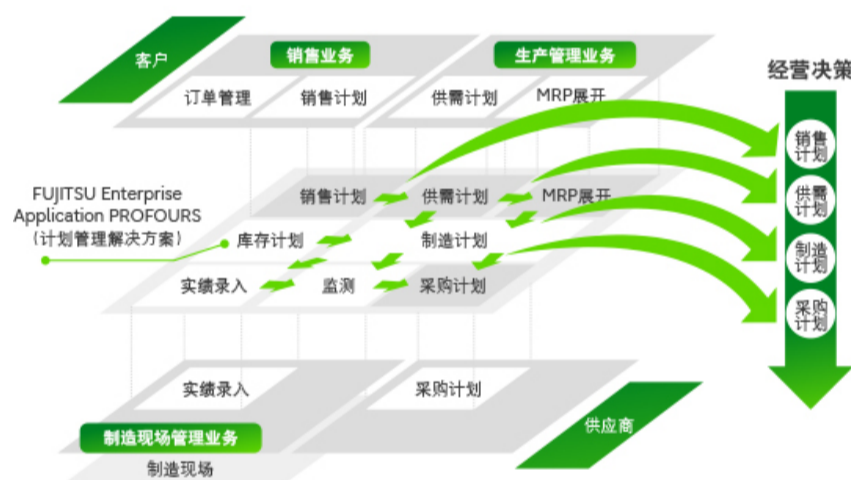 客户
销售业务
生产管理业务
经营决策
订单管理
销售计划
供需计划
MRP展开
销售
计划
供需
计划
制造
计划
采购
计划
FUJITSU Enterprise
Application PROFOURS
(计划管理解决方案)
销售计划
供需计划
MRP展开
库存计划
制造计划
实绩录入
监测
采购计划
实绩录入
采购计划
制造现场管理业务
制造现场
供应商